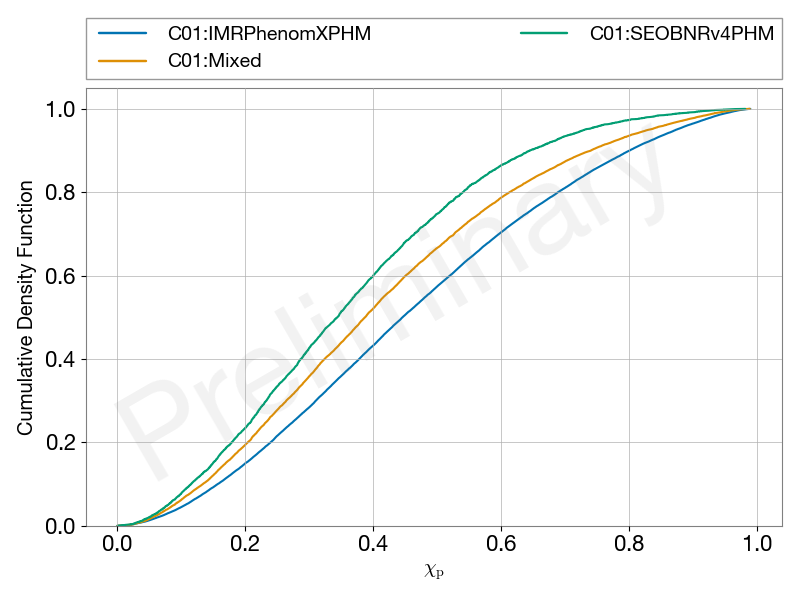 C01:IMRPhenomXPHM
C01:Mixed
C01:SEOBNRv4PHM
Cumulative Density Function
1.0
0.8
0.6
0.4
0.2
0.0
Preliminary
0.0 0.2 0.4 0.6 0.8 1.0
χp